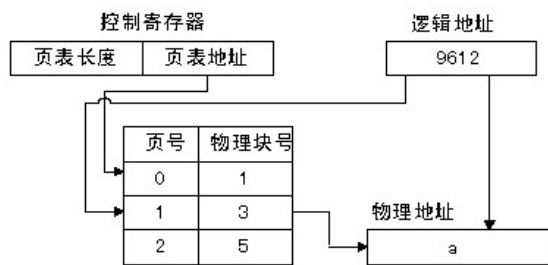 控制寄存器
逻辑地址
页表长度 页表地址
9612
页号 物理块号
0 1
物理地址
1 3
2 5
a